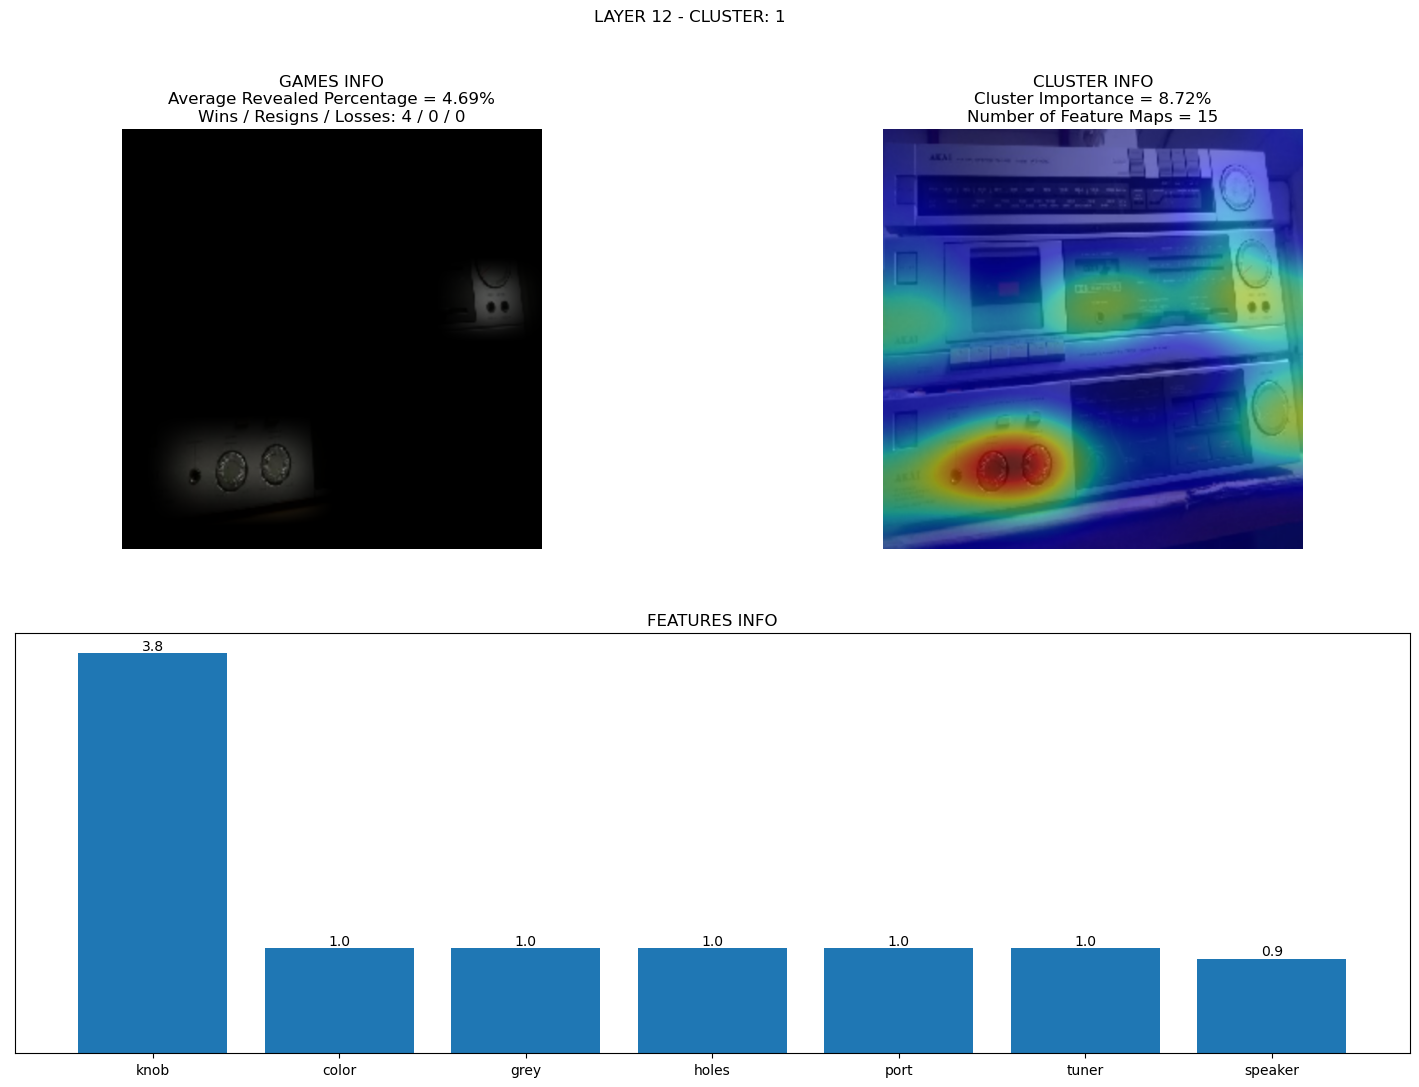 LAYER 12 - CLUSTER: 1
GAMES INFO
Average Revealed Percentage = 4.69%
Wins / Resigns / Losses: 4 / 0 / 0
CLUSTER INFO
Cluster Importance = 8.72%
Number of Feature Maps = 15
AKAI
FEATURES INFO
3.8
1.0
1.0
1.0
1.0
1.0
0.9
knob
color
grey
holes
port
tuner
speaker